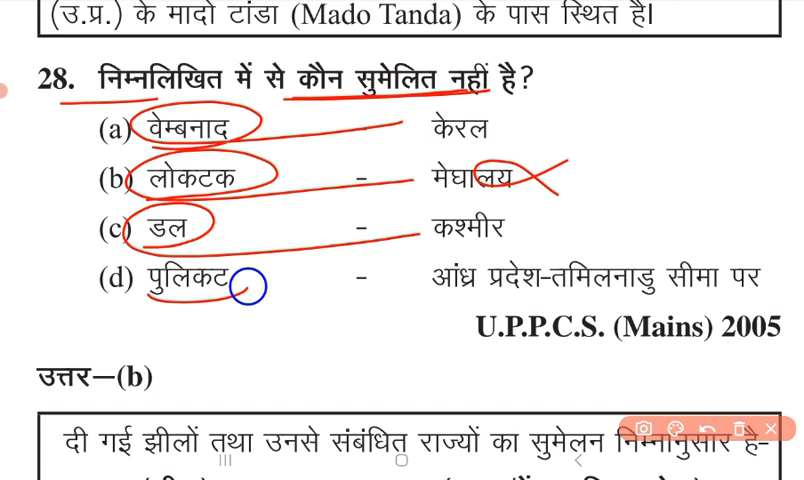 (उ.प्र.) के मादो टांडा (Mado Tanda) के पास स्थित है।
28. निम्नलिखित में से कौन सुमेलित नहीं है?
(a) वेम्बनाद - केरल
(b) लोकटक - मेघालय
(c) डल - कश्मीर
(d) पुलिकट - आंध्र प्रदेश-तमिलनाडु सीमा पर
U.P.P.C.S. (Mains) 2005
उत्तर—(b)
दी गई झीलों तथा उनसे संबंधित राज्यों का सुमेलन निम्नानुसार है-